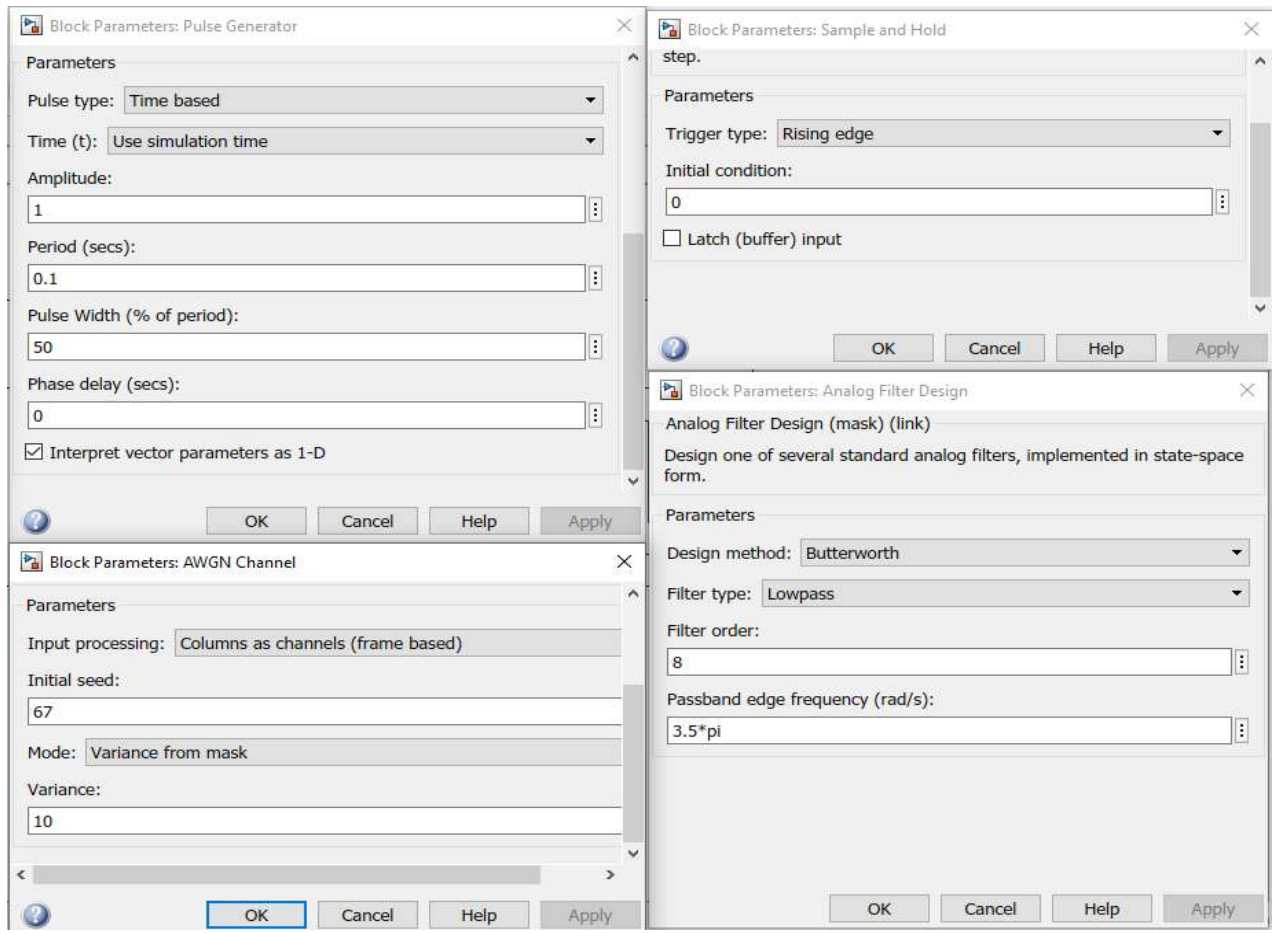 Block Parameters: Pulse Generator
Parameters
Pulse type: Time based
Time (t): Use simulation time
Amplitude:
1
Period (secs):
0.1
Pulse Width (% of period):
50
Phase delay (secs):
0
Interpret vector parameters as 1-D
OK Cancel Help Apply
Block Parameters: Sample and Hold
step.
Parameters
Trigger type: Rising edge
Initial condition:
0
Latch (buffer) input
OK Cancel Help Apply
Block Parameters: AWGN Channel
Parameters
Input processing: Columns as channels (frame based)
Initial seed:
67
Mode: Variance from mask
Variance:
10
OK Cancel Help Apply
Block Parameters: Analog Filter Design
Analog Filter Design (mask) (link)
Design one of several standard analog filters, implemented in state-space
form.
Parameters
Design method: Butterworth
Filter type: Lowpass
Filter order:
8
Passband edge frequency (rad/s):
3.5*pi
OK Cancel Help Apply